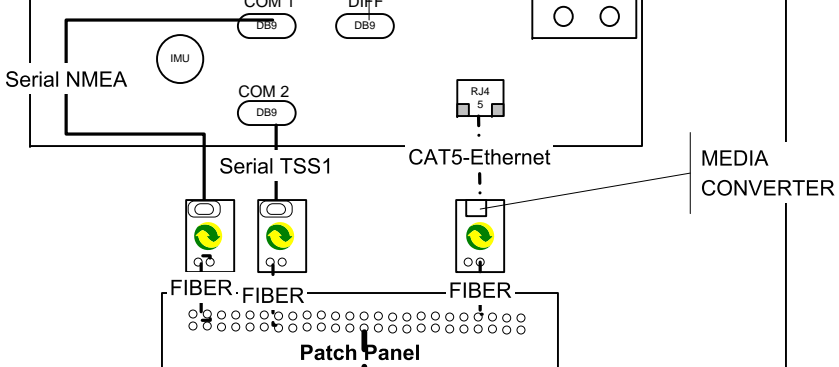 COM 1
DIFF
DB9
DB9
IMU
Serial NMEA
COM 2
DB9
RJ4
5
Serial TSS1
CAT5-Ethernet
MEDIA
CONVERTER
FIBER
FIBER
FIBER
Patch Panel